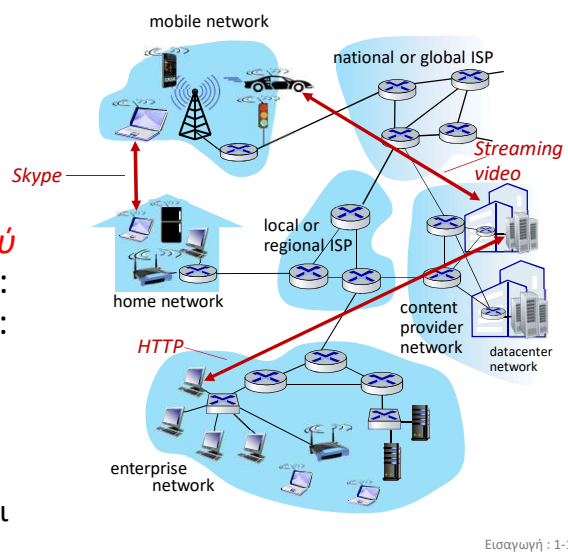 mobile network
national or global ISP
Streaming
video
Skype
local or
regional ISP
ύ
:
:
home network
content
provider
network
datacenter
network
HTTP
enterprise
network
ι
Εισαγωγή : 1-